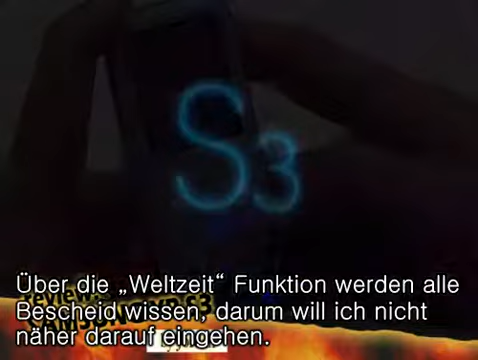 S3
Über die „Weltzeit“ Funktion werden alle
Bescheid wissen, darum will ich nicht
näher darauf eingehen.